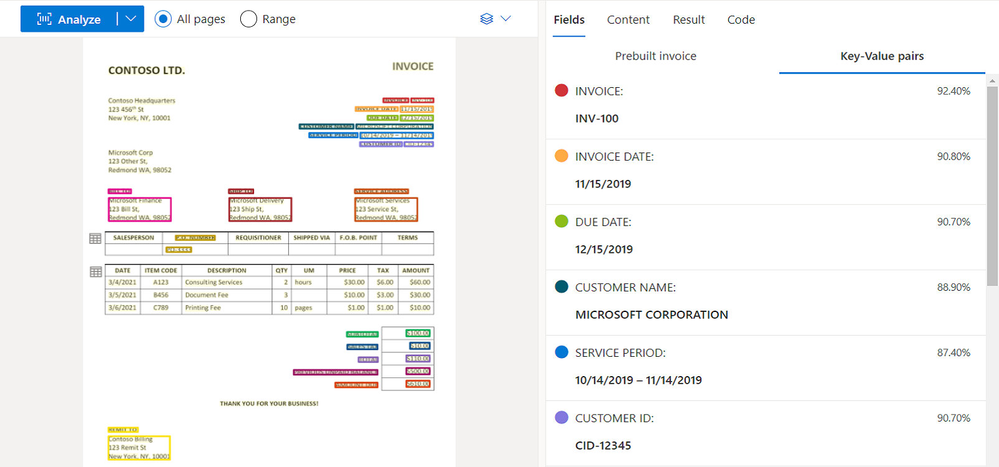 Analyze
All pages
Range
CONTOSO LTD.
INVOICE
Contoso Headquarters
123 456th St
New York, NY, 10001
INVOICE INV-100
INVOICE DATE 11/15/2019
DUE DATE 12/15/2019
CUSTOMER NAME MICROSOFT CORPORATION
SERVICE PERIOD 10/14/2019 – 11/14/2019
CUSTOMER ID CID-12345
Microsoft Corp
123 Other St,
Redmond WA, 98052
BILL TO
Microsoft Finance
123 Bill St,
Redmond WA, 98052
SHIP TO
Microsoft Delivery
123 Ship St,
Redmond WA, 98052
SERVICE ADDRESS
Microsoft Services
123 Service St,
Redmond WA, 98052
SALESPERSON P.O. NUMBER REQUISITIONER SHIPPED VIA F.O.B. POINT TERMS
PO-3333
DATE ITEM CODE DESCRIPTION QTY UM PRICE TAX AMOUNT
3/4/2021 A123 Consulting Services 2 hours $30.00 $6.00 $60.00
3/5/2021 B456 Document Fee 3 $10.00 $3.00 $30.00
3/6/2021 C789 Printing Fee 10 pages $1.00 $1.00 $10.00
SUBTOTAL $100.00
SALES TAX $10.00
TOTAL $110.00
PREVIOUS UNPAID BALANCE $500.00
AMOUNT DUE $610.00
THANK YOU FOR YOUR BUSINESS!
REMIT TO
Contoso Billing
123 Remit St
New York, NY, 10001
Fields Content Result Code
Prebuilt invoice Key-Value pairs
INVOICE: 92.40%
INV-100
INVOICE DATE: 90.80%
11/15/2019
DUE DATE: 90.70%
12/15/2019
CUSTOMER NAME: 88.90%
MICROSOFT CORPORATION
SERVICE PERIOD: 87.40%
10/14/2019 – 11/14/2019
CUSTOMER ID: 90.70%
CID-12345